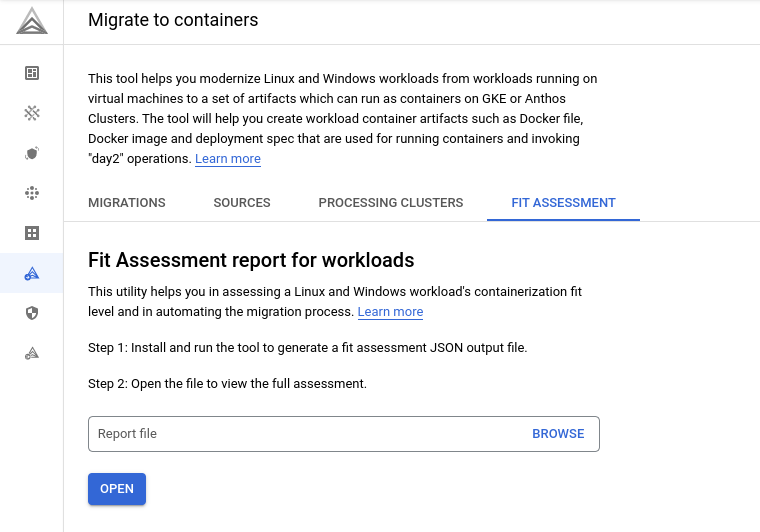 Migrate to containers
This tool helps you modernize Linux and Windows workloads from workloads running on
virtual machines to a set of artifacts which can run as containers on GKE or Anthos
Clusters. The tool will help you create workload container artifacts such as Docker file,
Docker image and deployment spec that are used for running containers and invoking
"day2" operations. Learn more
MIGRATIONS SOURCES PROCESSING CLUSTERS FIT ASSESSMENT
Fit Assessment report for workloads
This utility helps you in assessing a Linux and Windows workload's containerization fit
level and in automating the migration process. Learn more
Step 1: Install and run the tool to generate a fit assessment JSON output file.
Step 2: Open the file to view the full assessment.
Report file BROWSE
OPEN